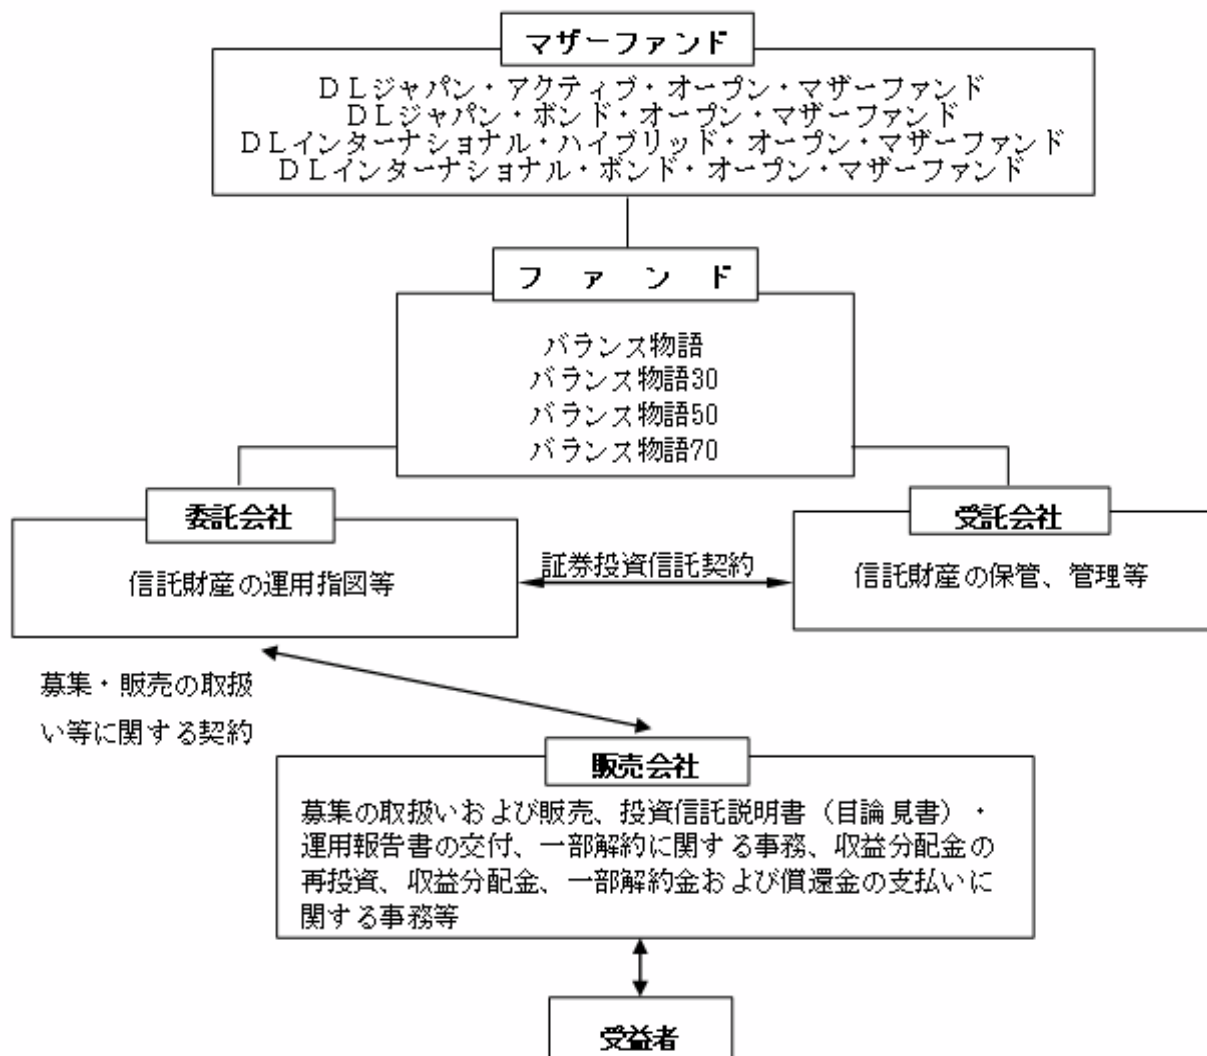 マザーファンド
ＤＬジャパン・アクティブ・オープン・マザーファンド
ＤＬジャパン・ボンド・オープン・マザーファンド
ＤＬインターナショナル・ハイブリッド・オープン・マザーファンド
ＤＬインターナショナル・ボンド・オープン・マザーファンド
ファンド
バランス物語
バランス物語30
バランス物語50
バランス物語70
委託会社
受託会社
信託財産の運用指図等
証券投資信託契約
信託財産の保管、管理等
募集・販売の取扱
い等に関する契約
販売会社
募集の取扱いおよび販売、投資信託説明書（目論見書）・
運用報告書の交付、一部解約に関する事務、収益分配金の
再投資、収益分配金、一部解約金および償還金の支払いに
関する事務等
受益者